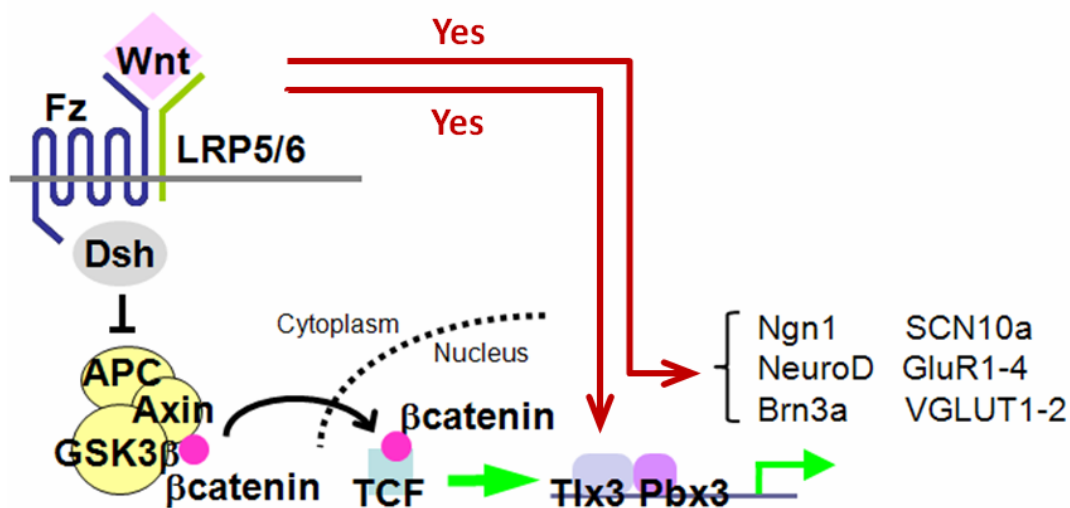 Yes
Wnt
Fz
Yes
LRP5/6
Dsh
Cytoplasm
Nucleus
Ngn1 SCN10a
NeuroD GluR1-4
Brn3a VGLUT1-2
APC
Axin
GSK3β
βcatenin
βcatenin
TCF
Tlx3 Pbx3